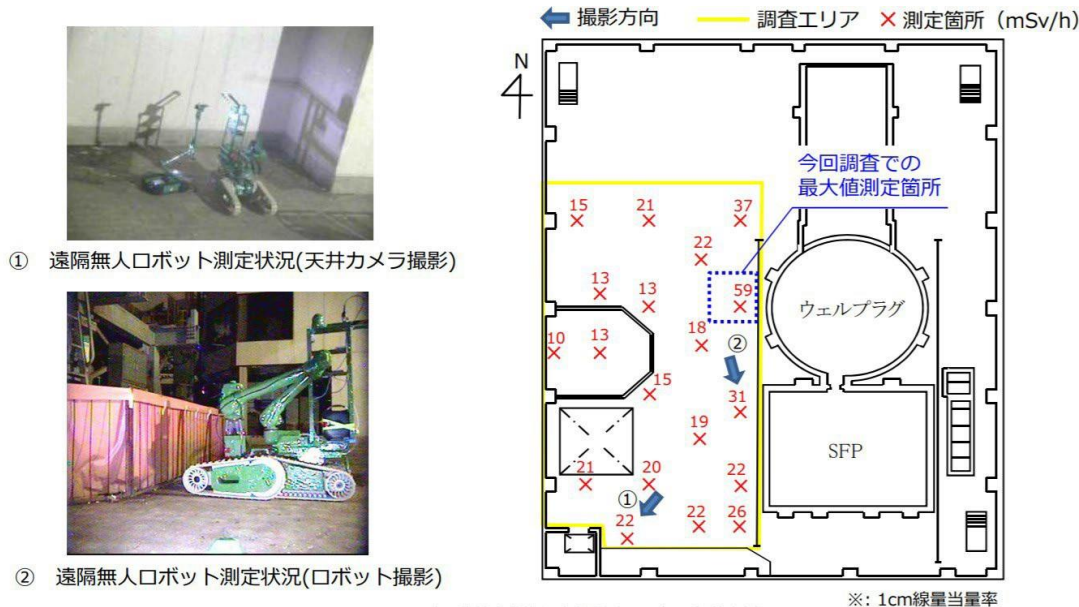 撮影方向 調査エリア × 測定箇所（mSv/h）
N
今回調査での
最大値測定箇所
15 21 37
22
13 13 59
ウェルプラグ
10 13 18
②
15 31
19
SFP
21 20 22
①
22 22 26
① 遠隔無人ロボット測定状況(天井カメラ撮影)
② 遠隔無人ロボット測定状況(ロボット撮影)
※: 1cm線量当量率